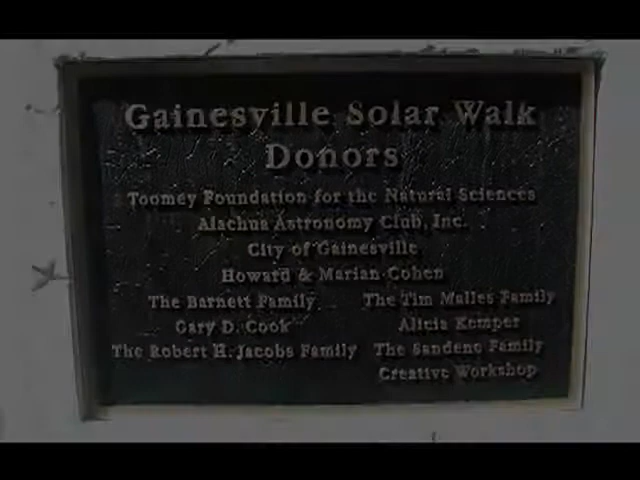 Gainesville Solar Walk
Donors
Toomey Foundation for the Natural Sciences
Alachua Astronomy Club, Inc.
City of Gainesville
Howard & Marian Cohen
The Barnett Family The Tim Malles Family
Gary D. Cook Alicia Kemper
The Robert H. Jacobs Family The Sandeno Family
Creative Workshop